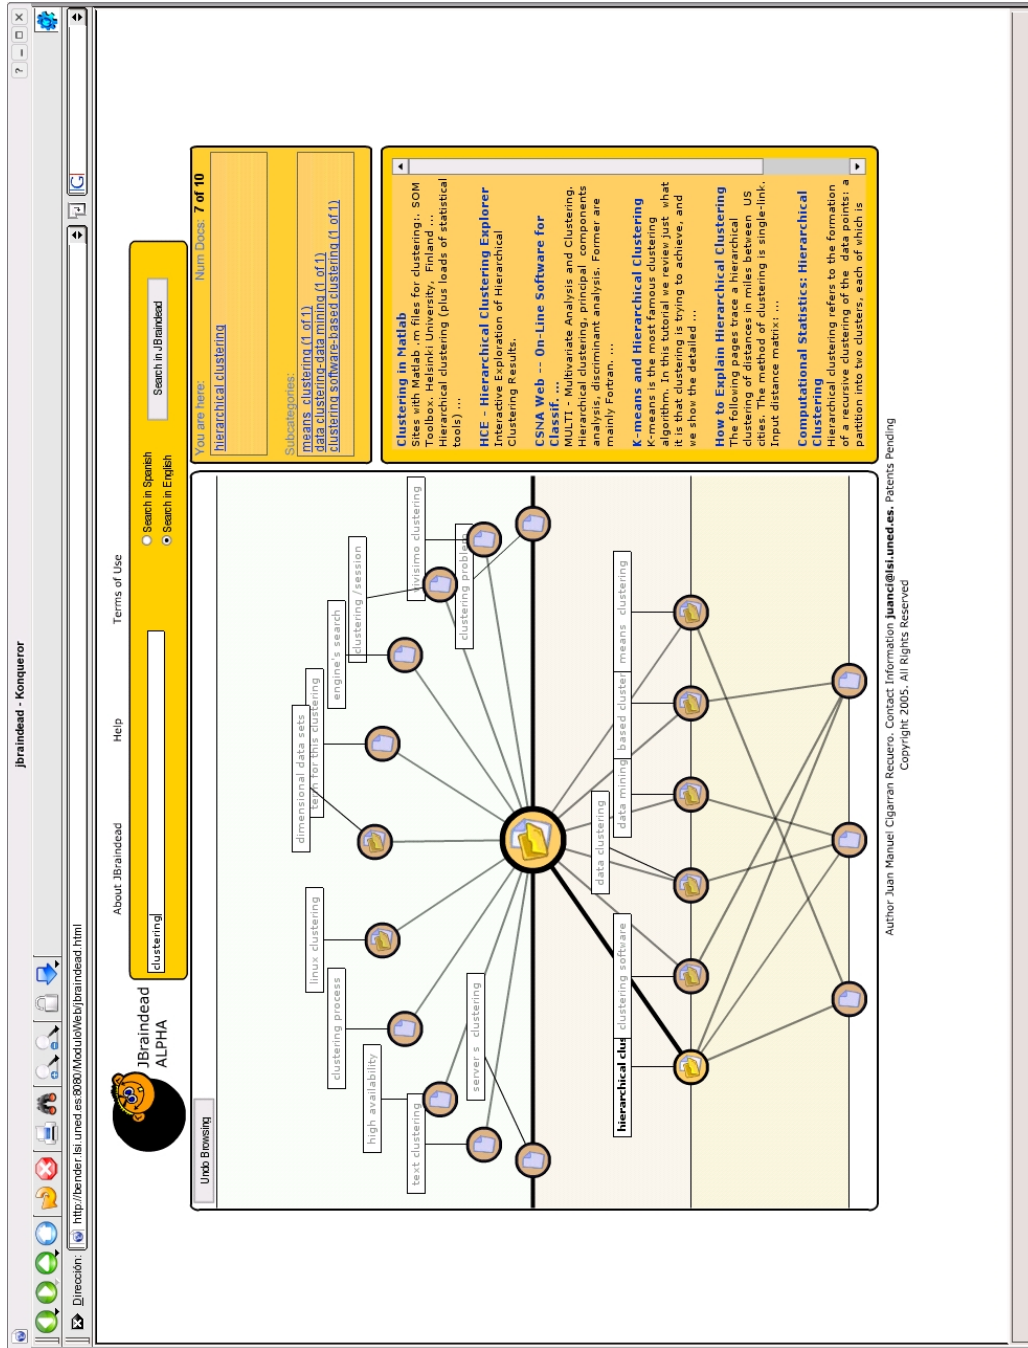 jbraindead - Konqueror
Dirección: http://bender.lsi.uned.es:8080/ModuloWeb/jbraindead.html
About JBraindead
Help
Terms of Use
JBraindead
ALPHA
clustering
Search in Spanish
Search in English
Search in JBraindead
Undo Browsing
dimensional data sets
for this clustering
linux clustering
engine's search
clustering process
clustering /session
high availability
text clustering
vivisimo clustering
server s clustering
clustering problem
data clustering
hierarchical clus
clustering software
data mining
based cluster
means clustering
You are here:
Num Docs: 7 of 10
hierarchical clustering
Subcategories:
means clustering (1 of 1)
data clustering-data mining (1 of 1)
clustering software-based clustering (1 of 1)
Clustering in Matlab
Sites with Matlab .m files for clustering:. SOM
Toolbox. Helsinki University, Finland ...
Hierarchical clustering (plus loads of statistical
tools) ...
HCE - Hierarchical Clustering Explorer
Interactive Exploration of Hierarchical
Clustering Results.
CSNA Web -- On-Line Software for
Classif. ...
MULTI - Multivariate Analysis and Clustering.
Hierarchical clustering, principal components
analysis, discriminant analysis. Former are
mainly Fortran. ...
K-means and Hierarchical Clustering
K-means is the most famous clustering
algorithm. In this tutorial we review just what
it is that clustering is trying to achieve, and
we show the detailed ...
How to Explain Hierarchical Clustering
The following pages trace a hierarchical
clustering of distances in miles between US
cities. The method of clustering is single-link.
Input distance matrix: ...
Computational Statistics: Hierarchical
Clustering
Hierarchical clustering refers to the formation
of a recursive clustering of the data points: a
partition into two clusters, each of which is
Author Juan Manuel Cigarran Recuero. Contact Information juanci@lsi.uned.es. Patents Pending
Copyright 2005. All Rights Reserved